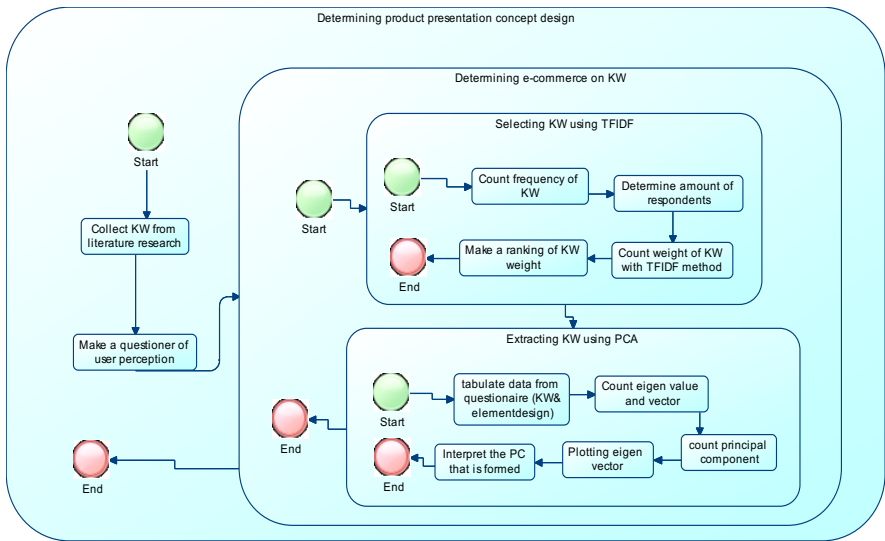 Determining product presentation concept design
Determining e-commerce on KW
Selecting KW using TFIDF
Start
Collect KW from
literature research
Make a questioner of
user perception
End
Start
Start
Count frequency of
KW
Determine amount of
respondents
Count weight of KW
with TFIDF method
Make a ranking of KW
weight
End
Extracting KW using PCA
Start
tabulate data from
questionaire (KW&
elementdesign)
Count eigen value
and vector
count principal
component
Plotting eigen
vector
Interpret the PC
that is formed
End
End